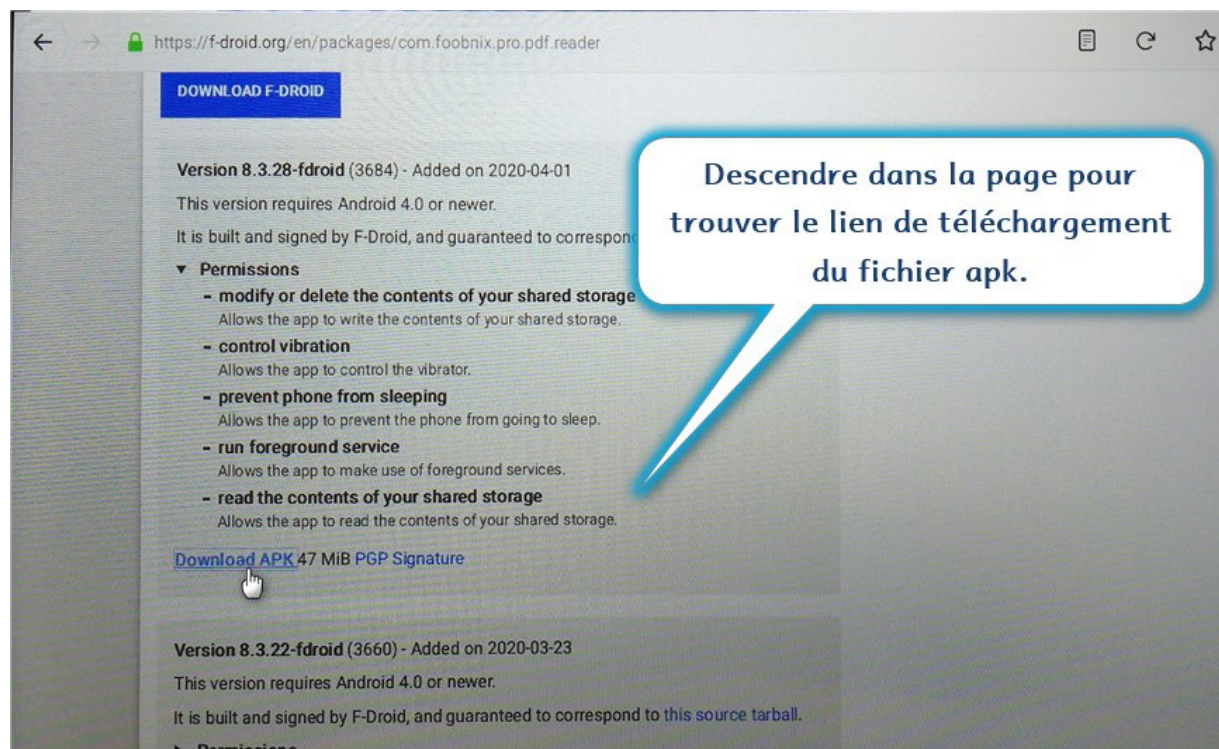 https://f-droid.org/en/packages/com.foobnix.pro.pdf.reader
DOWNLOAD F-DROID
Version 8.3.28-fdroid (3684) - Added on 2020-04-01
This version requires Android 4.0 or newer.
It is built and signed by F-Droid, and guaranteed to
Descendre dans la page pour
trouver le lien de téléchargement
du fichier apk.
▾ Permissions
- modify or delete the contents of your shared storage
Allows the app to write the contents of your shared storage.
- control vibration
Allows the app to control the vibrator.
- prevent phone from sleeping
Allows the app to prevent the phone from going to sleep.
- run foreground service
Allows the app to make use of foreground services.
- read the contents of your shared storage
Allows the app to read the contents of your shared storage.
Download APK 47 MiB PGP Signature
Version 8.3.22-fdroid (3660) - Added on 2020-03-23
This version requires Android 4.0 or newer.
It is built and signed by F-Droid, and guaranteed to correspond to this source tarball.